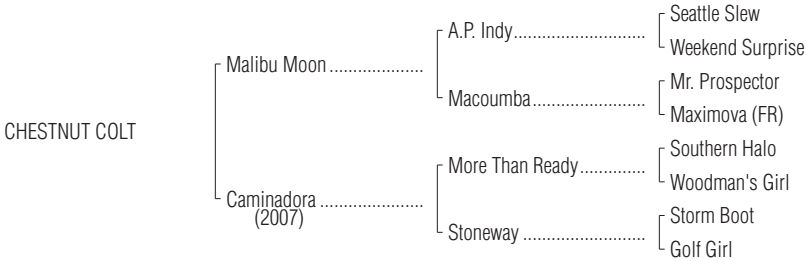 Seattle Slew
A.P. Indy............................
Weekend Surprise
Malibu Moon ....................
Mr. Prospector
Macoumba........................
Maximova (FR)
CHESTNUT COLT
Southern Halo
More Than Ready..............
Woodman's Girl
Caminadora ......................
(2007)
Storm Boot
Stoneway ..........................
Golf Girl